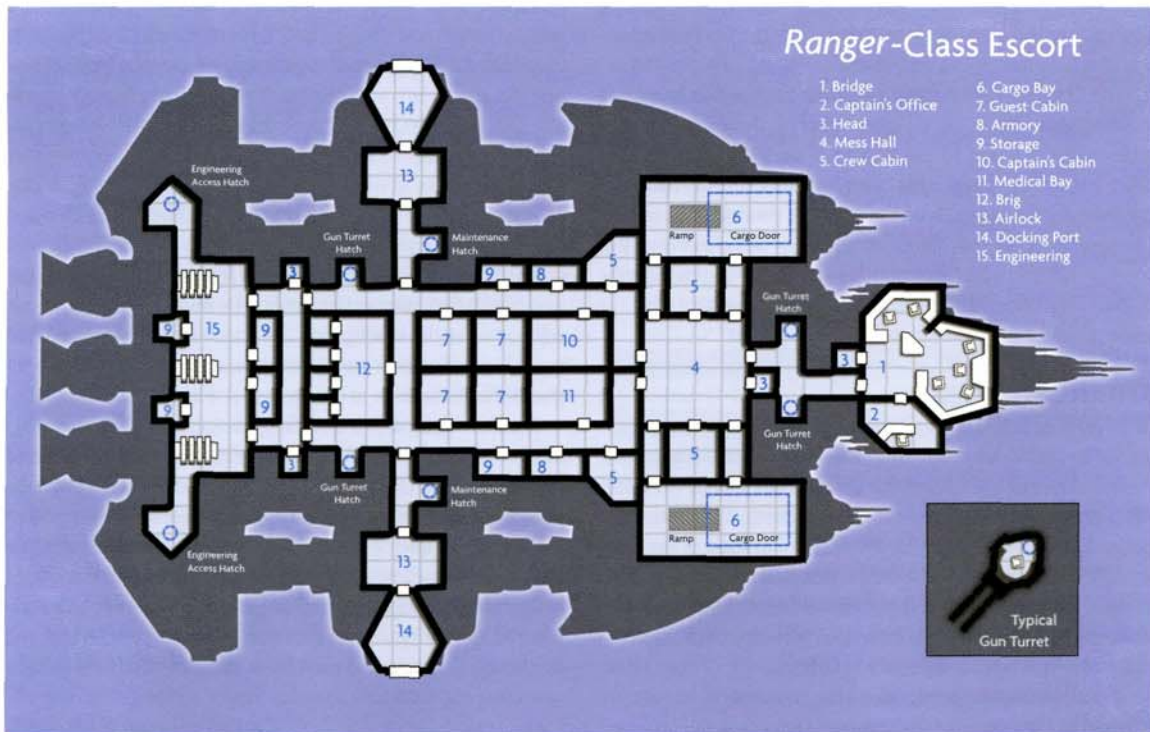 Ranger-Class Escort
1. Bridge
2. Captain's Office
3. Head
4. Mess Hall
5. Crew Cabin
6. Cargo Bay
7. Guest Cabin
8. Armory
9. Storage
10. Captain's Cabin
11. Medical Bay
12. Brig
13. Airlock
14. Docking Port
15. Engineering
14
Engineering
Access Hatch
13
6
Ramp
Cargo Door
Gun Turret
Hatch
Maintenance
Hatch
3
9
8
5
5
Gun Turret
Hatch
9
15
9
12
7
7
10
4
3
1
9
9
7
7
11
3
2
3
Gun Turret
Hatch
Maintenance
Hatch
9
8
5
5
Gun Turret
Hatch
6
Ramp
Cargo Door
Engineering
Access Hatch
13
14
Typical
Gun Turret